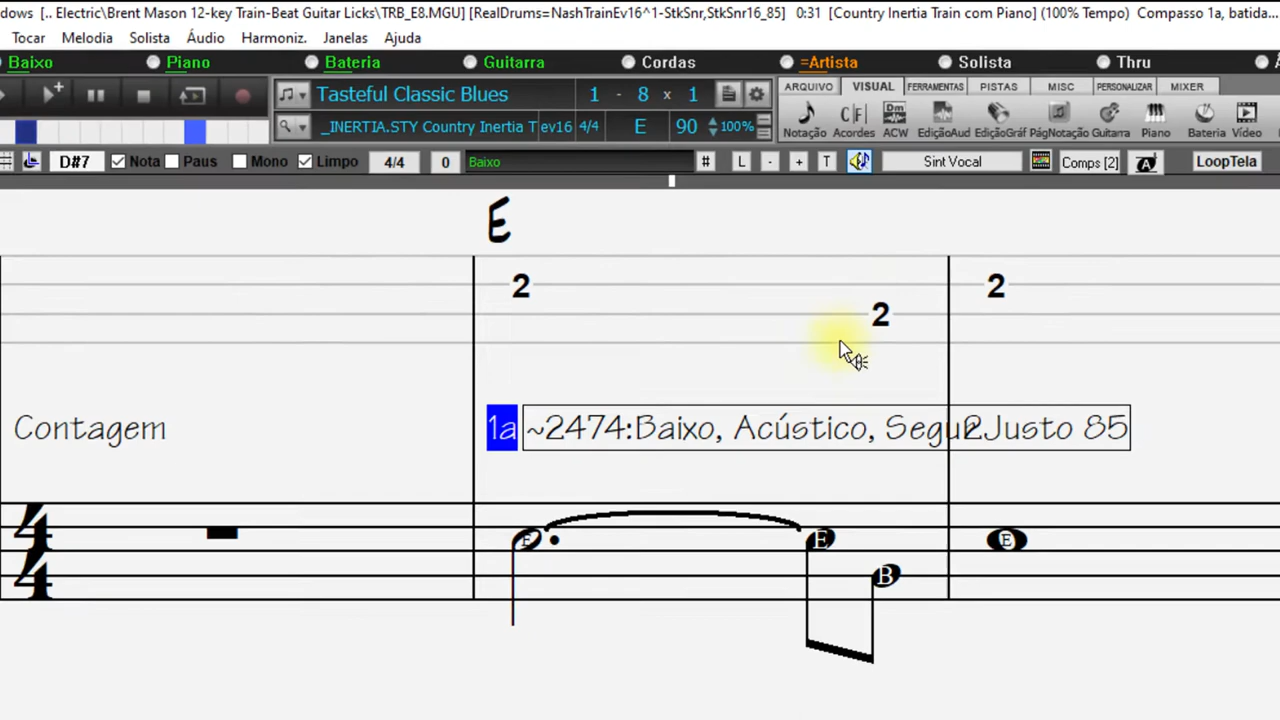 dows [.. Electric\Brent Mason 12-key Train-Beat Guitar Licks\TRB_E8.MGU] [RealDrums=NashTrainEv16^1-StkSnr,StkSnr16_85] 0:31 [Country Inertia Train com Piano] (100% Tempo) Compasso 1a, batida...
Tocar Melodia Solista Áudio Harmoniz. Janelas Ajuda
Baixo Piano Bateria Guitarra Cordas =Artista Solista Thru
Tasteful Classic Blues 1 - 8 x 1
ARQUIVO VISUAL FERRAMENTAS PISTAS MISC PERSONALIZAR MIXER
_INERTIA.STY Country Inertia T ev16 4/4 E 90 100%
Notação Acordes ACW EdiçãoAud EdiçãoGráf PágNotação Guitarra Piano Bateria Vídeo
D#7 Nota Paus Mono Limpo 4/4 0 Baixo # L - + T Sint Vocal Comps [2] A LoopTela
E
2 2
2
Contagem 1a ~2474:Baixo, Acústico, Segur 2 Justo 85
4 4 E E B E